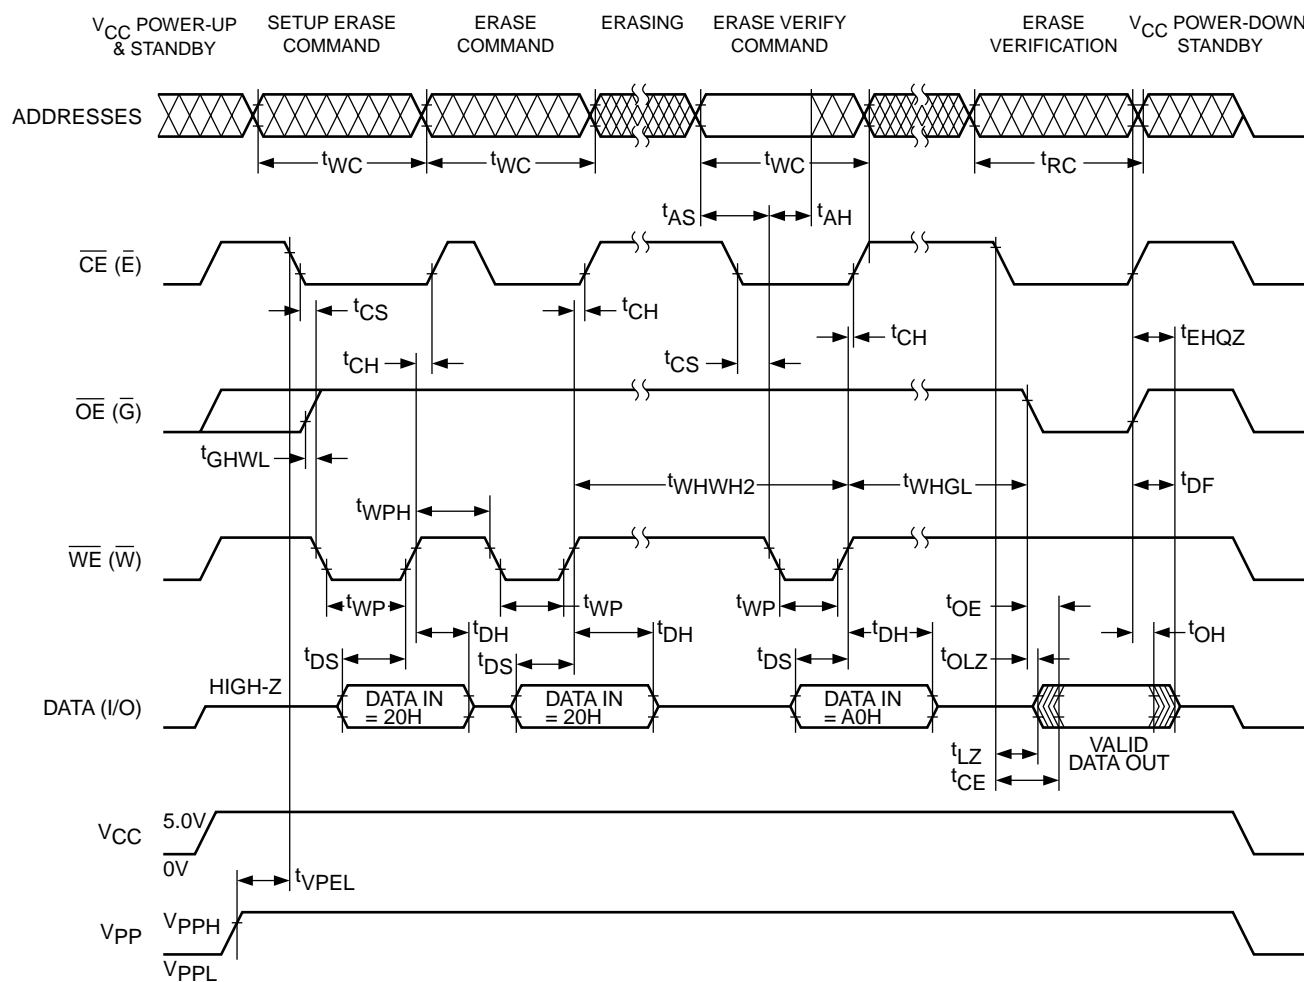 VCC POWER-UP
& STANDBY
SETUP ERASE
COMMAND
ERASE
COMMAND
ERASING
ERASE VERIFY
COMMAND
ERASE
VERIFICATION
VCC POWER-DOWN
STANDBY
ADDRESSES
tWC
tWC
tWC
tRC
tAS
tAH
CE (E)
tCS
tCH
tCH
tCS
tCH
tEHQZ
OE (G)
tGHWL
tWHWH2
tWHGL
tDF
tWPH
WE (W)
tWP
tWP
tWP
tOE
tDH
tDH
tDH
tOH
tDS
tDS
tDS
tOLZ
HIGH-Z
DATA (I/O)
DATA IN
= 20H
DATA IN
= 20H
DATA IN
= A0H
VALID
DATA OUT
tLZ
tCE
VCC
5.0V
0V
tVPEL
VPP
VPPH
VPPL